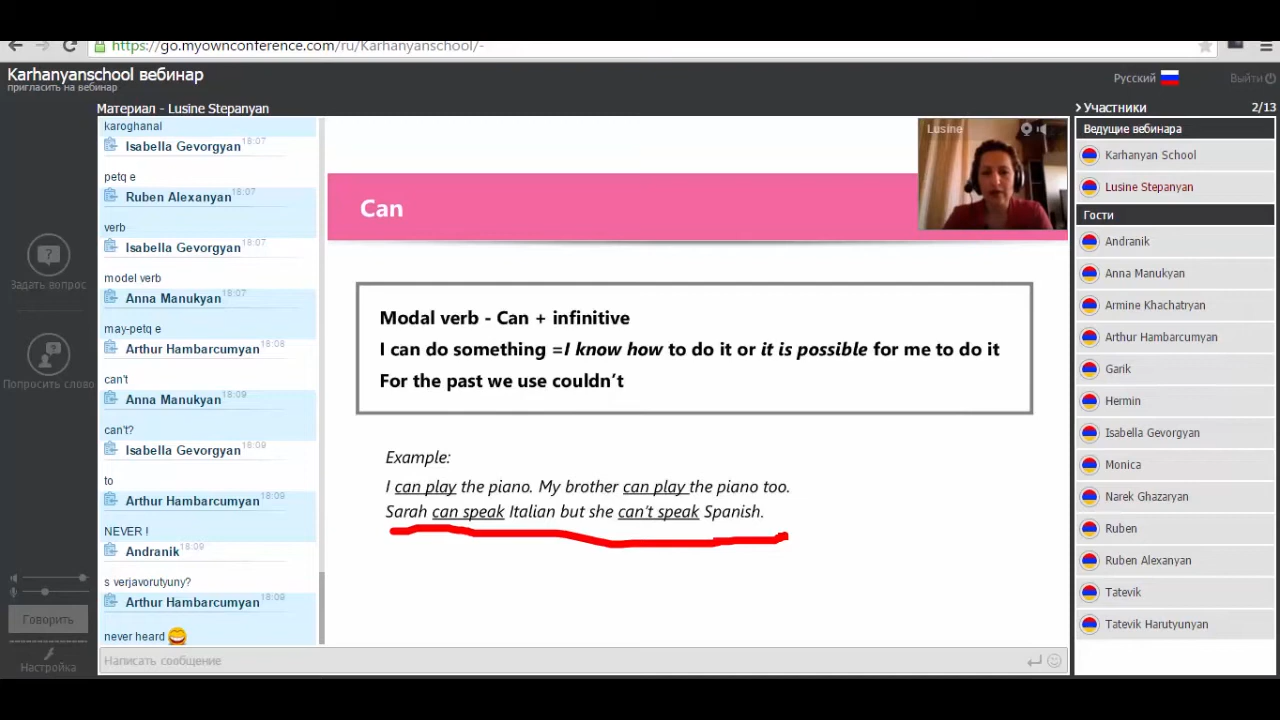 https://go.myownconference.com/ru/Karhanyanschool/-
Karhanyanschool вебинар
пригласить на вебинар
Русский
Выйти
Материал - Lusine Stepanyan
karoghanal
Isabella Gevorgyan 18:07
petq e
Ruben Alexanyan 18:07
verb
Isabella Gevorgyan 18:07
model verb
Anna Manukyan 18:07
may-petq e
Arthur Hambarcumyan 18:08
can't
Anna Manukyan 18:09
can't?
Isabella Gevorgyan 18:09
to
Arthur Hambarcumyan 18:09
NEVER !
Andranik 18:09
s verjavorutyuny?
Arthur Hambarcumyan 18:09
never heard
Написать сообщение
Задать вопрос
Попросить слово
Говорить
Настройка
Lusine
Can
Modal verb - Can + infinitive
I can do something =I know how to do it or it is possible for me to do it
For the past we use couldn’t
Example:
I can play the piano. My brother can play the piano too.
Sarah can speak Italian but she can't speak Spanish.
Участники 2/13
Ведущие вебинара
Karhanyan School
Lusine Stepanyan
Гости
Andranik
Anna Manukyan
Armine Khachatryan
Arthur Hambarcumyan
Garik
Hermin
Isabella Gevorgyan
Monica
Narek Ghazaryan
Ruben
Ruben Alexanyan
Tatevik
Tatevik Harutyunyan